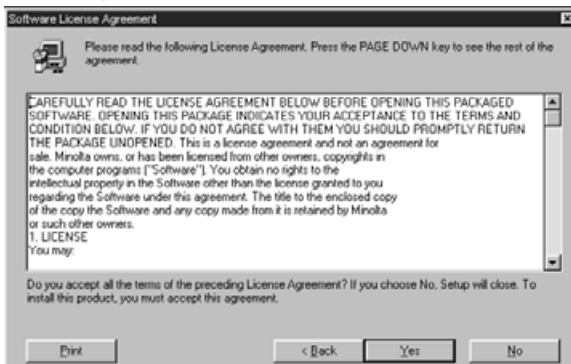 Software License Agreement
Please read the following License Agreement. Press the PAGE DOWN key to see the rest of the
agreement.
CAREFULLY READ THE LICENSE AGREEMENT BELOW BEFORE OPENING THIS PACKAGED
SOFTWARE. OPENING THIS PACKAGE INDICATES YOUR ACCEPTANCE TO THE TERMS AND
CONDITION BELOW. IF YOU DO NOT AGREE WITH THEM YOU SHOULD PROMPTLY RETURN
THE PACKAGE UNOPENED. This is a license agreement and not an agreement for
sale. Minolta owns, or has been licensed from other owners, copyrights in
the computer programs ("Software"). You obtain no rights to the
intellectual property in the Software other than the license granted to you
regarding the Software under this agreement. The title to the enclosed copy
of the copy the Software and any copy made from it is retained by Minolta
or such other owners.
1. LICENSE
You may:
Do you accept all the terms of the preceding License Agreement? If you choose No, Setup will close. To
install this product, you must accept this agreement.
Print
< Back
Yes
No